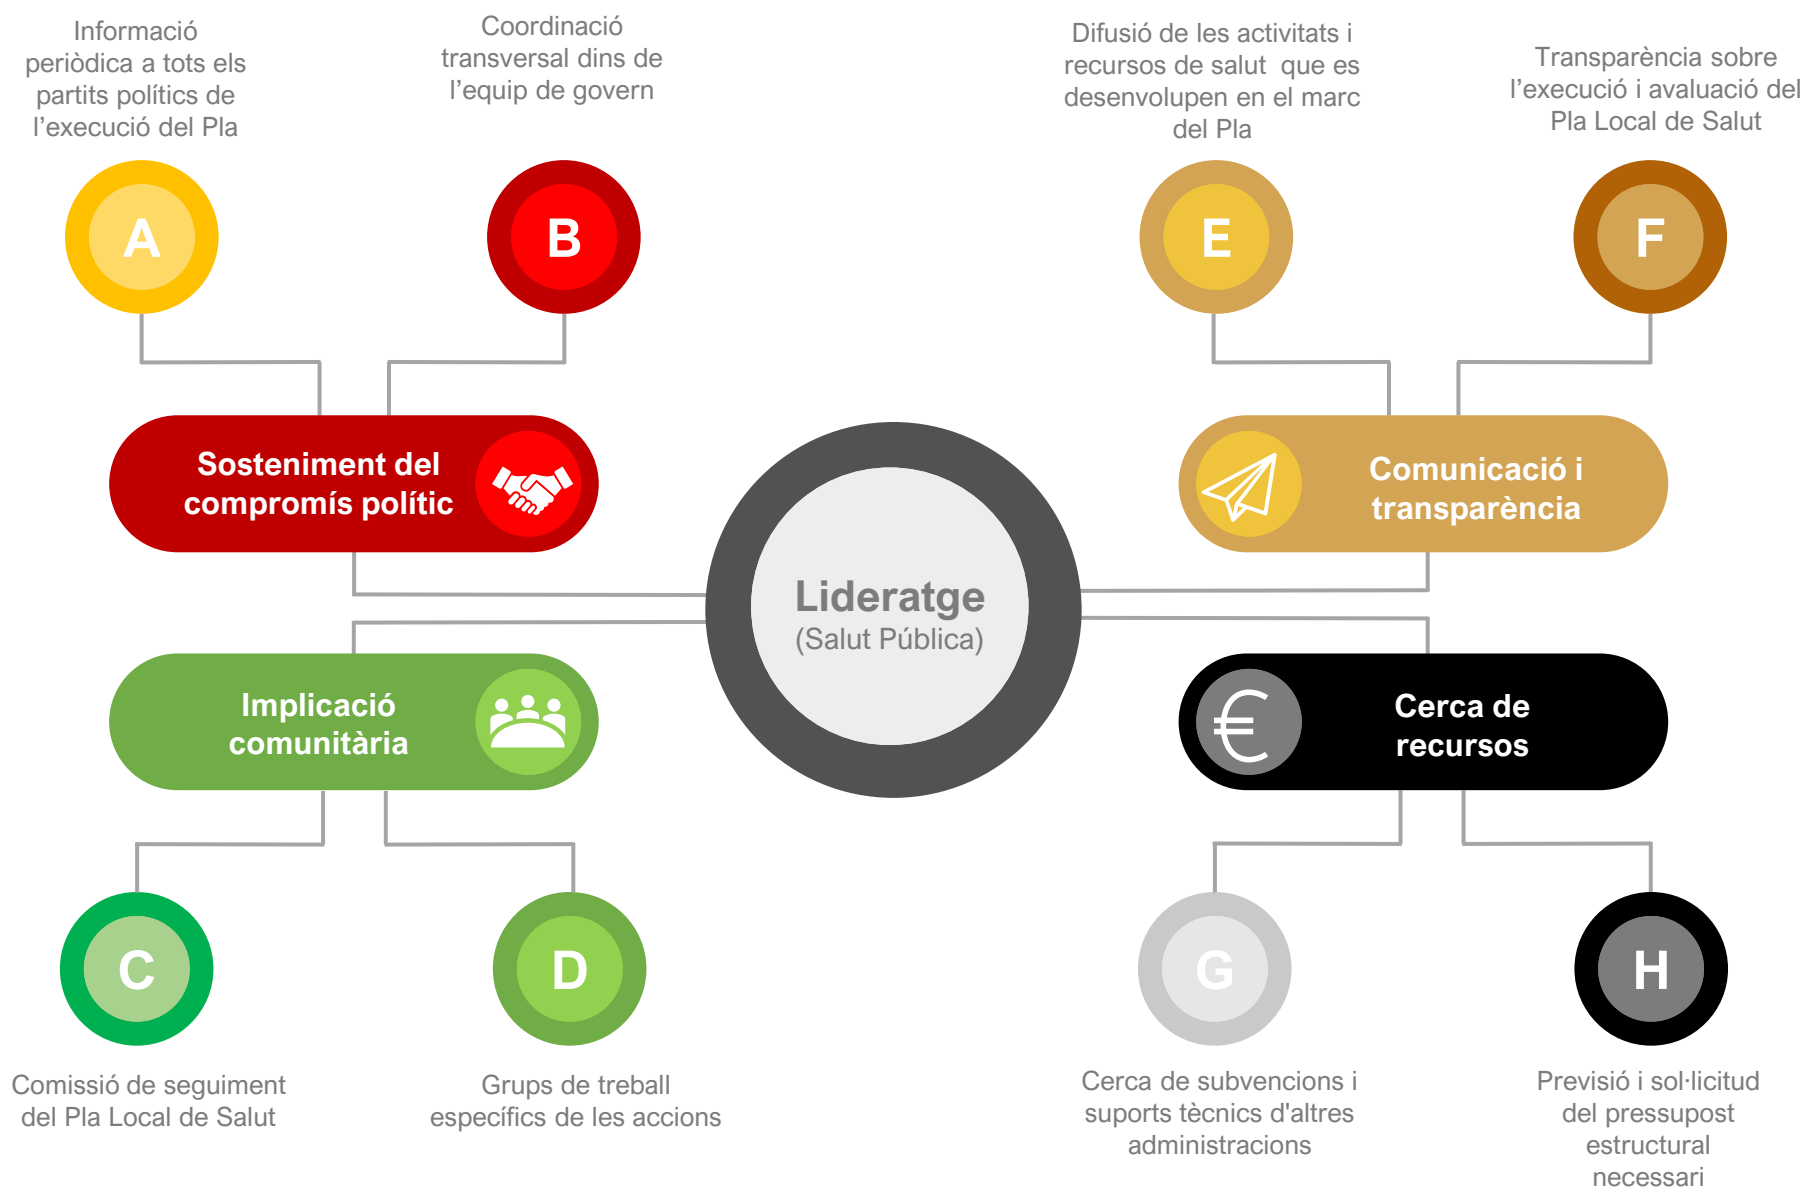 Informació
periòdica a tots els
partits polítics de
l’execució del Pla
A
Coordinació
transversal dins de
l’equip de govern
B
Sosteniment del
compromís polític
Implicació
comunitària
C
Comissió de seguiment
del Pla Local de Salut
D
Grups de treball
específics de les accions
Lideratge
(Salut Pública)
Difusió de les activitats i
recursos de salut  que es
desenvolupen en el marc
del Pla
E
Transparència sobre
l’execució i avaluació del
Pla Local de Salut
F
Comunicació i
transparència
€
Cerca de
recursos
G
Cerca de subvencions i
suports tècnics d'altres
administracions
H
Previsió i sol·licitud
del pressupost
estructural
necessari